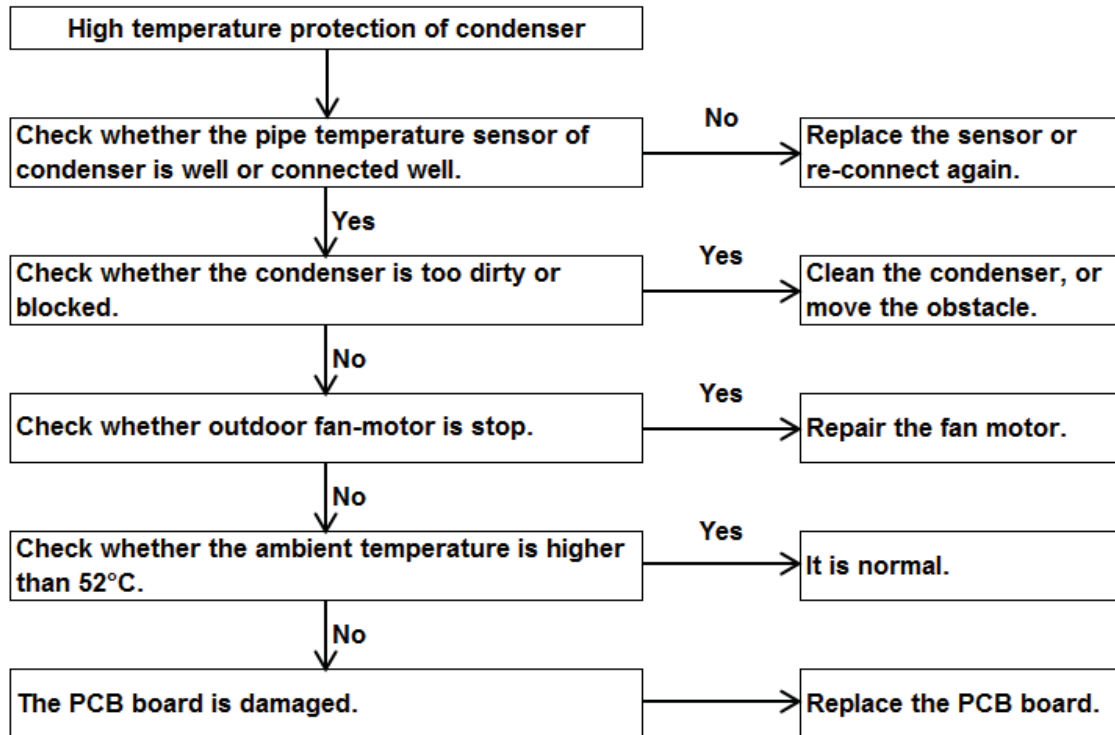 High temperature protection of condenser
Check whether the pipe temperature sensor of
condenser is well or connected well.
No
Replace the sensor or
re-connect again.
Yes
Check whether the condenser is too dirty or
blocked.
Yes
Clean the condenser, or
move the obstacle.
No
Check whether outdoor fan-motor is stop.
Yes
Repair the fan motor.
No
Check whether the ambient temperature is higher
than 52°C.
Yes
It is normal.
No
The PCB board is damaged.
Replace the PCB board.